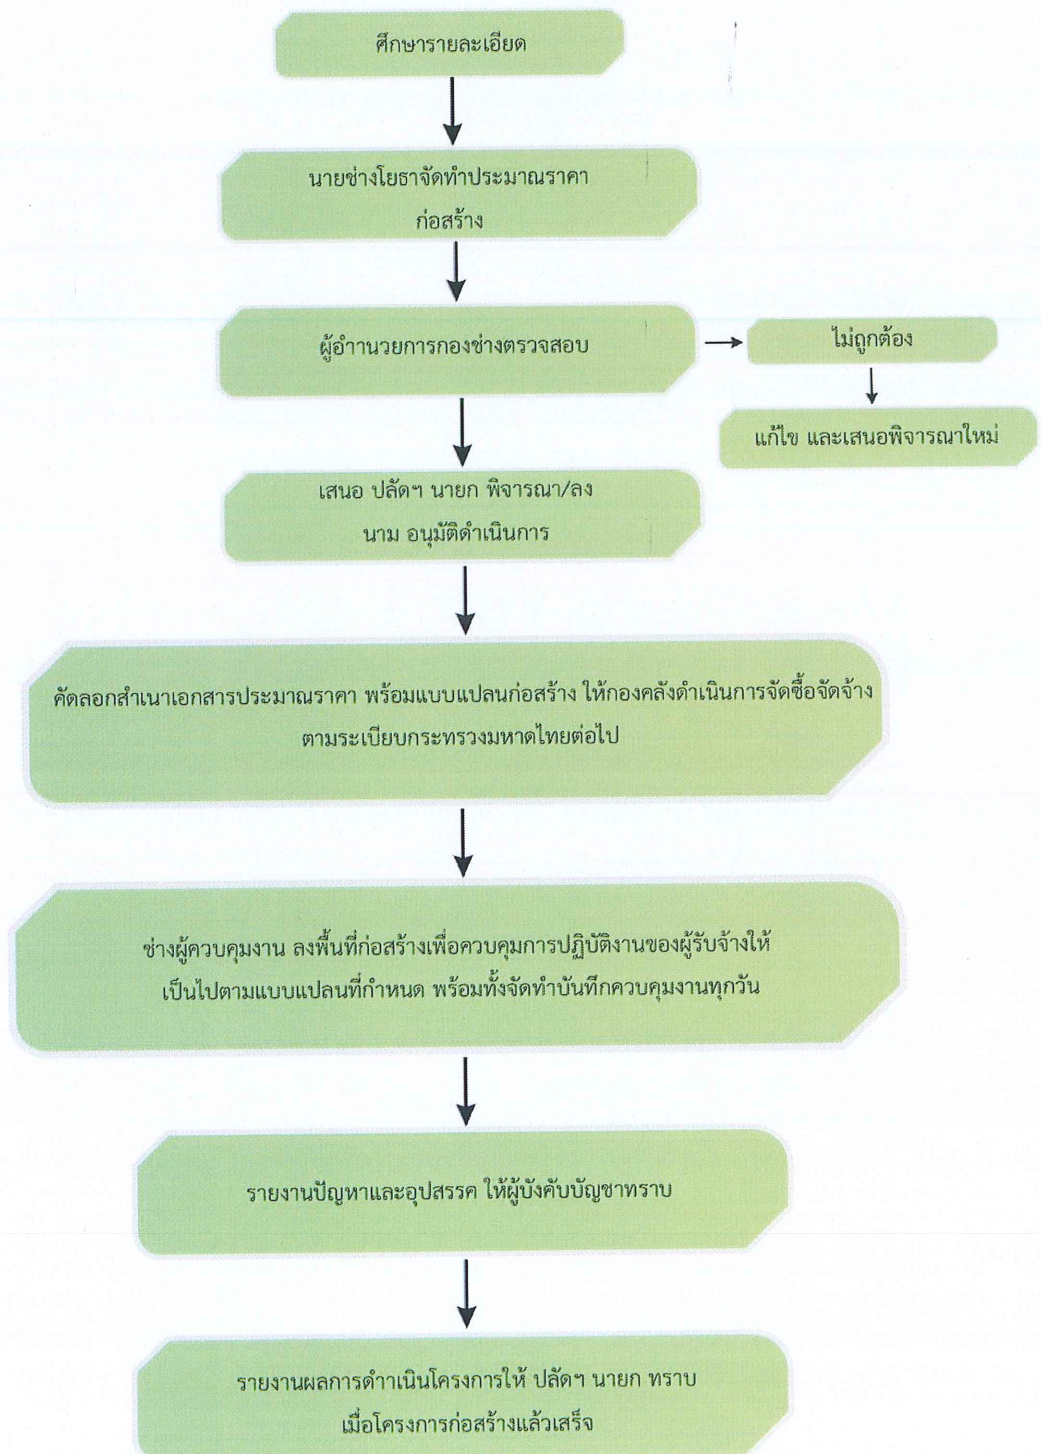 ศึกษารายละเอียด
นายช่างโยธาจัดทำประมาณราคา
ก่อสร้าง
ผู้อำานวยการกองช่างตรวจสอบ
ไม่ถูกต้อง
แก้ไข และเสนอพิจารณาใหม่
เสนอ ปลัดฯ นายก พิจารณา/ลง
นาม อนุมัติดำเนินการ
คัดลอกสำเนาเอกสารประมาณราคา พร้อมแบบแปลนก่อสร้าง ให้กองคลังดำเนินการจัดซื้อจัดจ้าง
ตามระเบียบกระทรวงมหาดไทยต่อไป
ช่างผู้ควบคุมงาน ลงพื้นที่ก่อสร้างเพื่อควบคุมการปฏิบัติงานของผู้รับจ้างให้
เป็นไปตามแบบแปลนที่กำหนด พร้อมทั้งจัดทำบันทึกควบคุมงานทุกวัน
รายงานปัญหาและอุปสรรค ให้ผู้บังคับบัญชาทราบ
รายงานผลการดำาเนินโครงการให้ ปลัดฯ นายก ทราบ
เมื่อโครงการก่อสร้างแล้วเสร็จ